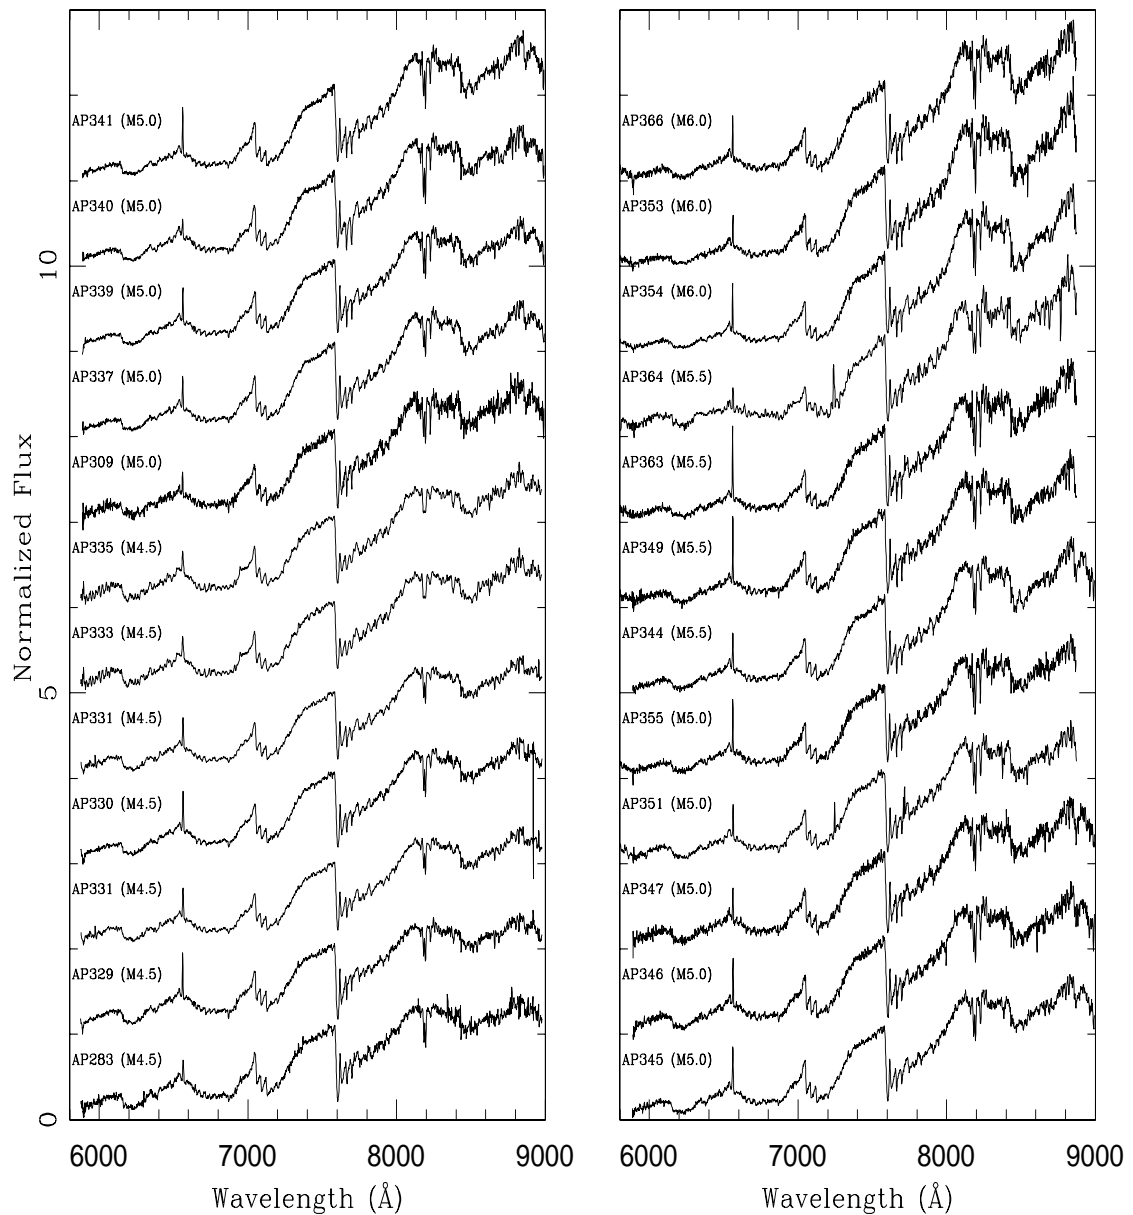 AP341 (M5.0)
AP340 (M5.0)
AP339 (M5.0)
AP337 (M5.0)
AP309 (M5.0)
AP335 (M4.5)
AP333 (M4.5)
AP331 (M4.5)
AP330 (M4.5)
AP331 (M4.5)
AP329 (M4.5)
AP283 (M4.5)
Normalized Flux
10
5
0
6000 7000 8000 9000
Wavelength (Å)
AP366 (M6.0)
AP353 (M6.0)
AP354 (M6.0)
AP364 (M5.5)
AP363 (M5.5)
AP349 (M5.5)
AP344 (M5.5)
AP355 (M5.0)
AP351 (M5.0)
AP347 (M5.0)
AP346 (M5.0)
AP345 (M5.0)
6000 7000 8000 9000
Wavelength (Å)